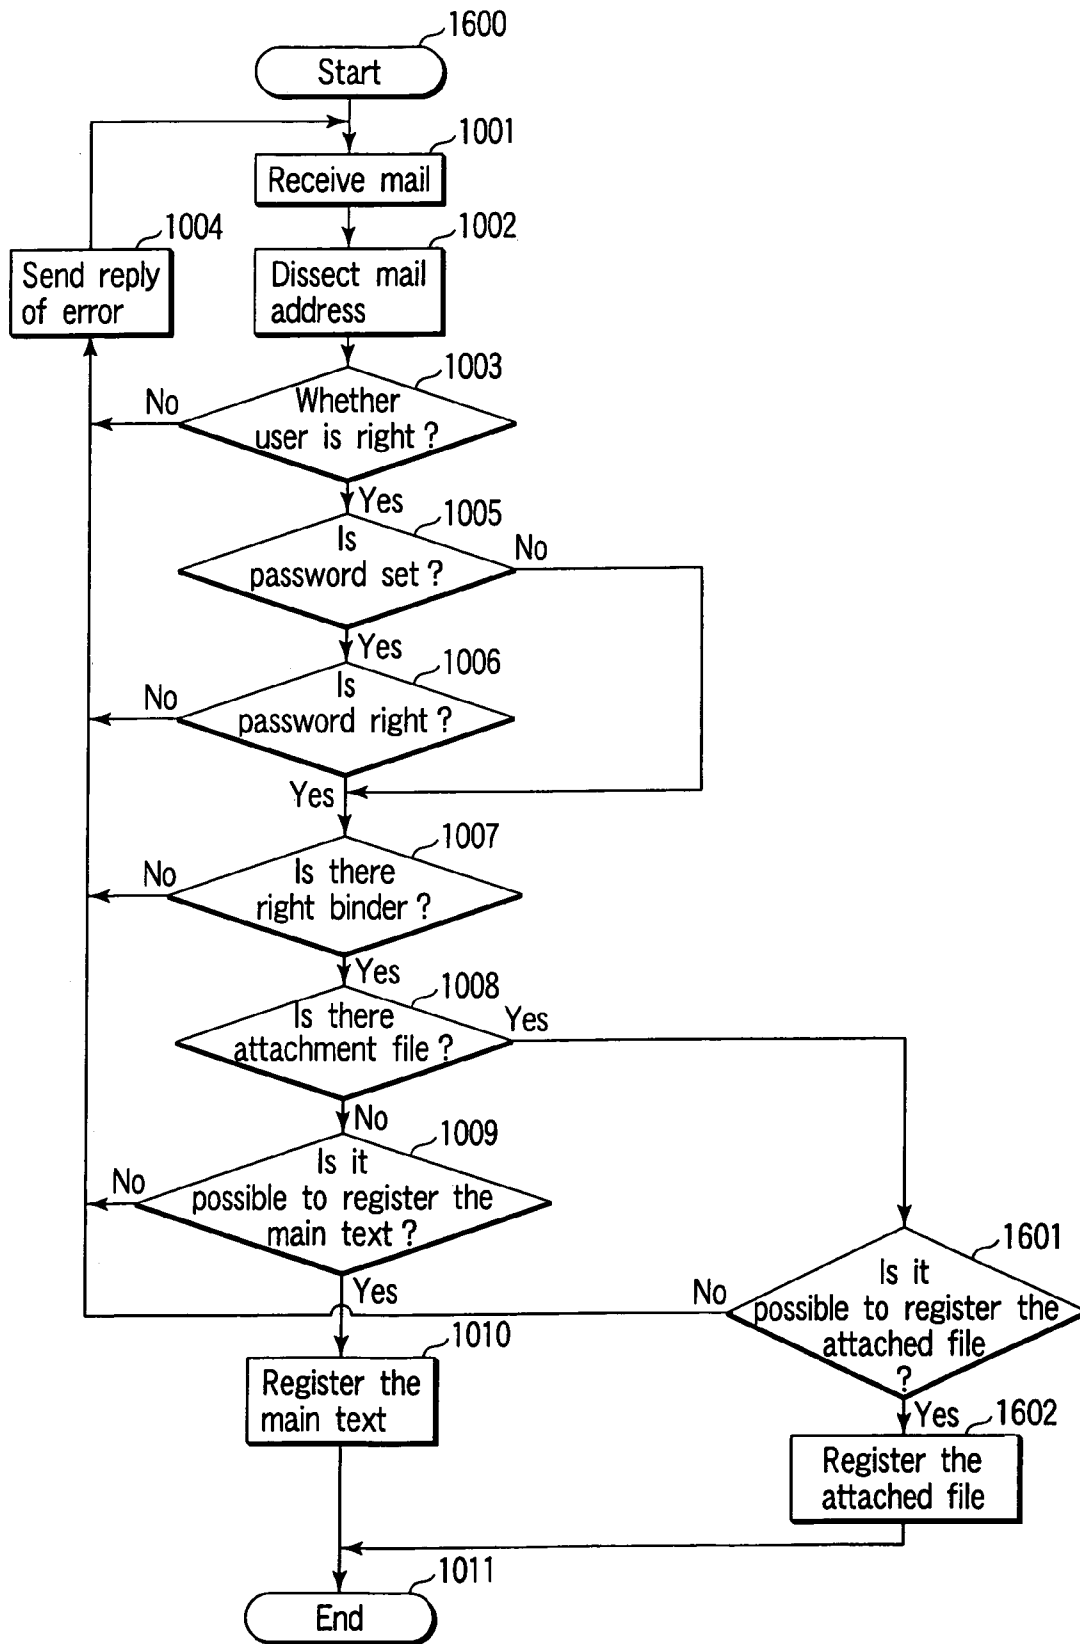 1600
Start
1001
Receive mail
1004
Send reply
of error
1002
Dissect mail
address
1003
Whether
user is right ?
No
Yes
1005
Is
password set ?
No
Yes
1006
Is
password right ?
No
Yes
1007
Is there
right binder ?
No
Yes
1008
Is there
attachment file ?
Yes
No
1009
Is it
possible to register the
main text ?
No
Yes
1601
Is it
possible to register the
attached file
?
No
Yes
1010
Register the
main text
1602
Register the
attached file
1011
End